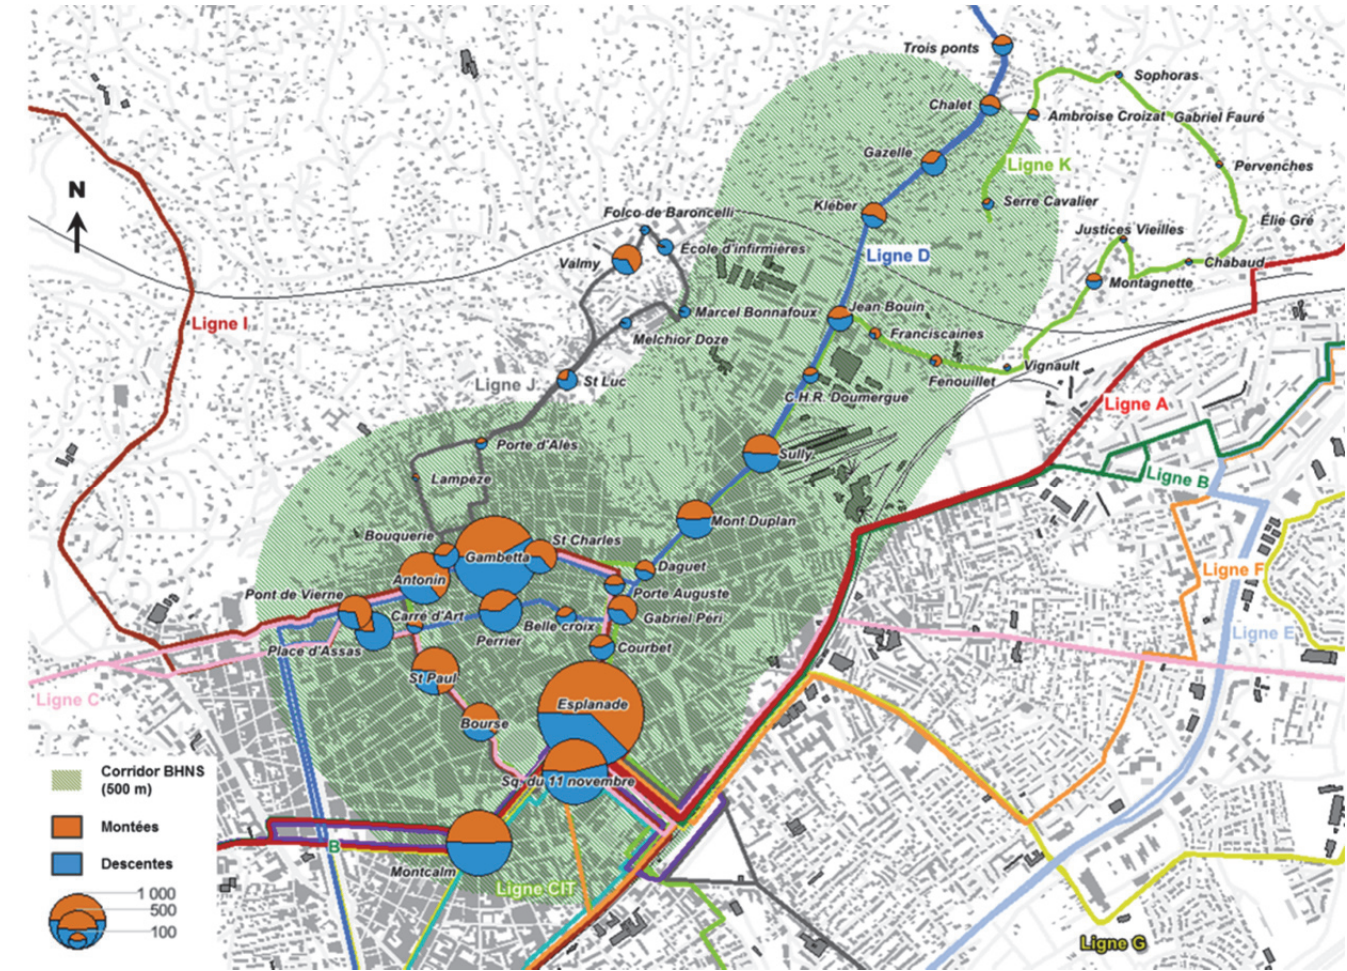 Trois ponts
Sophoras
Chalet
Ambroise Croizat
Gabriel Fauré
Gazelle
Ligne K
Pervenches
N
Kléber
Serre Cavalier
Folco de Baroncelli
Elie Gré
Justices Vieilles
Ecole d'infirmières
Valmy
Ligne D
Chabaud
Montagnette
Jean Bouin
Marcel Bonnafoux
Ligne I
Franciscaines
Melchior Doze
Vignault
St Luc
Fenouillet
Ligne J
C.H.R. Doumergue
Ligne A
Porte d'Alès
Sully
Lampèze
Ligne B
Mont Duplan
Bouquerie
St Charles
Gambetta
Daguet
Ligne F
Antonin
Pont de Vierne
Porte Auguste
Carré d'Art
Gabriel Péri
Belle croix
Ligne E
Perrier
Place d'Assas
Courbet
St Paul
Ligne C
Esplanade
Bourse
Corridor BHNS
(500 m)
Sq. du 11 novembre
Montées
B
Descentes
Montcalm
Ligne CIT
1 000
500
100
Ligne G